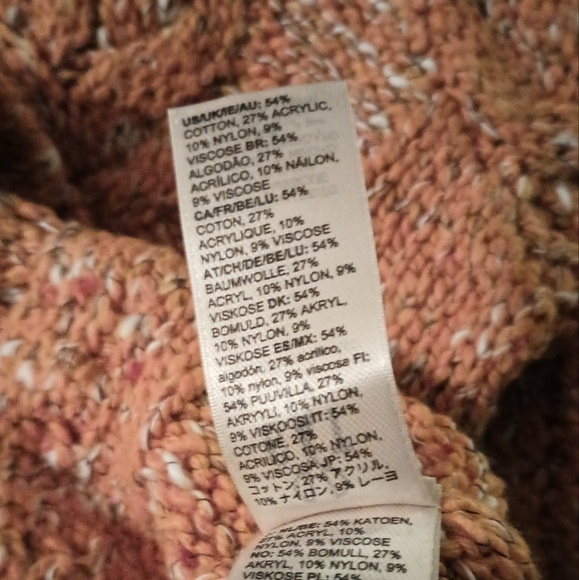 US/UK/IE/AU: 54%
COTTON, 27% ACRYLIC,
10% NYLON, 9%
VISCOSE BR: 54%
ALGODÃO, 27%
ACRÍLICO, 10% NÁILON,
9% VISCOSE
CA/FR/BE/LU: 54%
COTON, 27%
ACRYLIQUE, 10%
NYLON, 9% VISCOSE
AT/CH/DE/BE/LU: 54%
BAUMWOLLE, 27%
ACRYL, 10% NYLON, 9%
VISKOSE DK: 54%
BOMULD, 27% AKRYL,
10% NYLON, 9%
VISKOSE ES/MX: 54%
algodón, 27% acrílico,
10% nylon, 9% viscosa FI:
54% PUUVILLA, 27%
AKRYYLI, 10% NYLON,
9% VISKOOSI IT: 54%
COTONE, 27%
ACRILICO, 10% NYLON,
9% VISCOSA JP: 54%
コットン, 27% アクリル,
10% ナイロン, 9% レーヨ
NL/BE: 54% KATOEN,
27% ACRYL, 10%
NYLON, 9% VISCOSE
NO: 54% BOMULL, 27%
AKRYL, 10% NYLON, 9%
VISKOSE PL: 54%